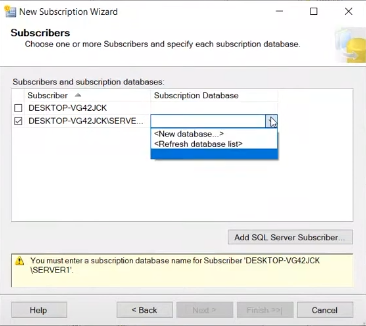 New Subscription Wizard
Subscribers
Choose one or more Subscribers and specify each subscription database.
Subscribers and subscription databases:
Subscriber Subscription Database
DESKTOP-VG42JCK
DESKTOP-VG42JCK\SERVE...
<New database...>
<Refresh database list>
Add SQL Server Subscriber...
You must enter a subscription database name for Subscriber 'DESKTOP-VG42JCK
\SERVER1'.
Help < Back Next > Finish >>| Cancel